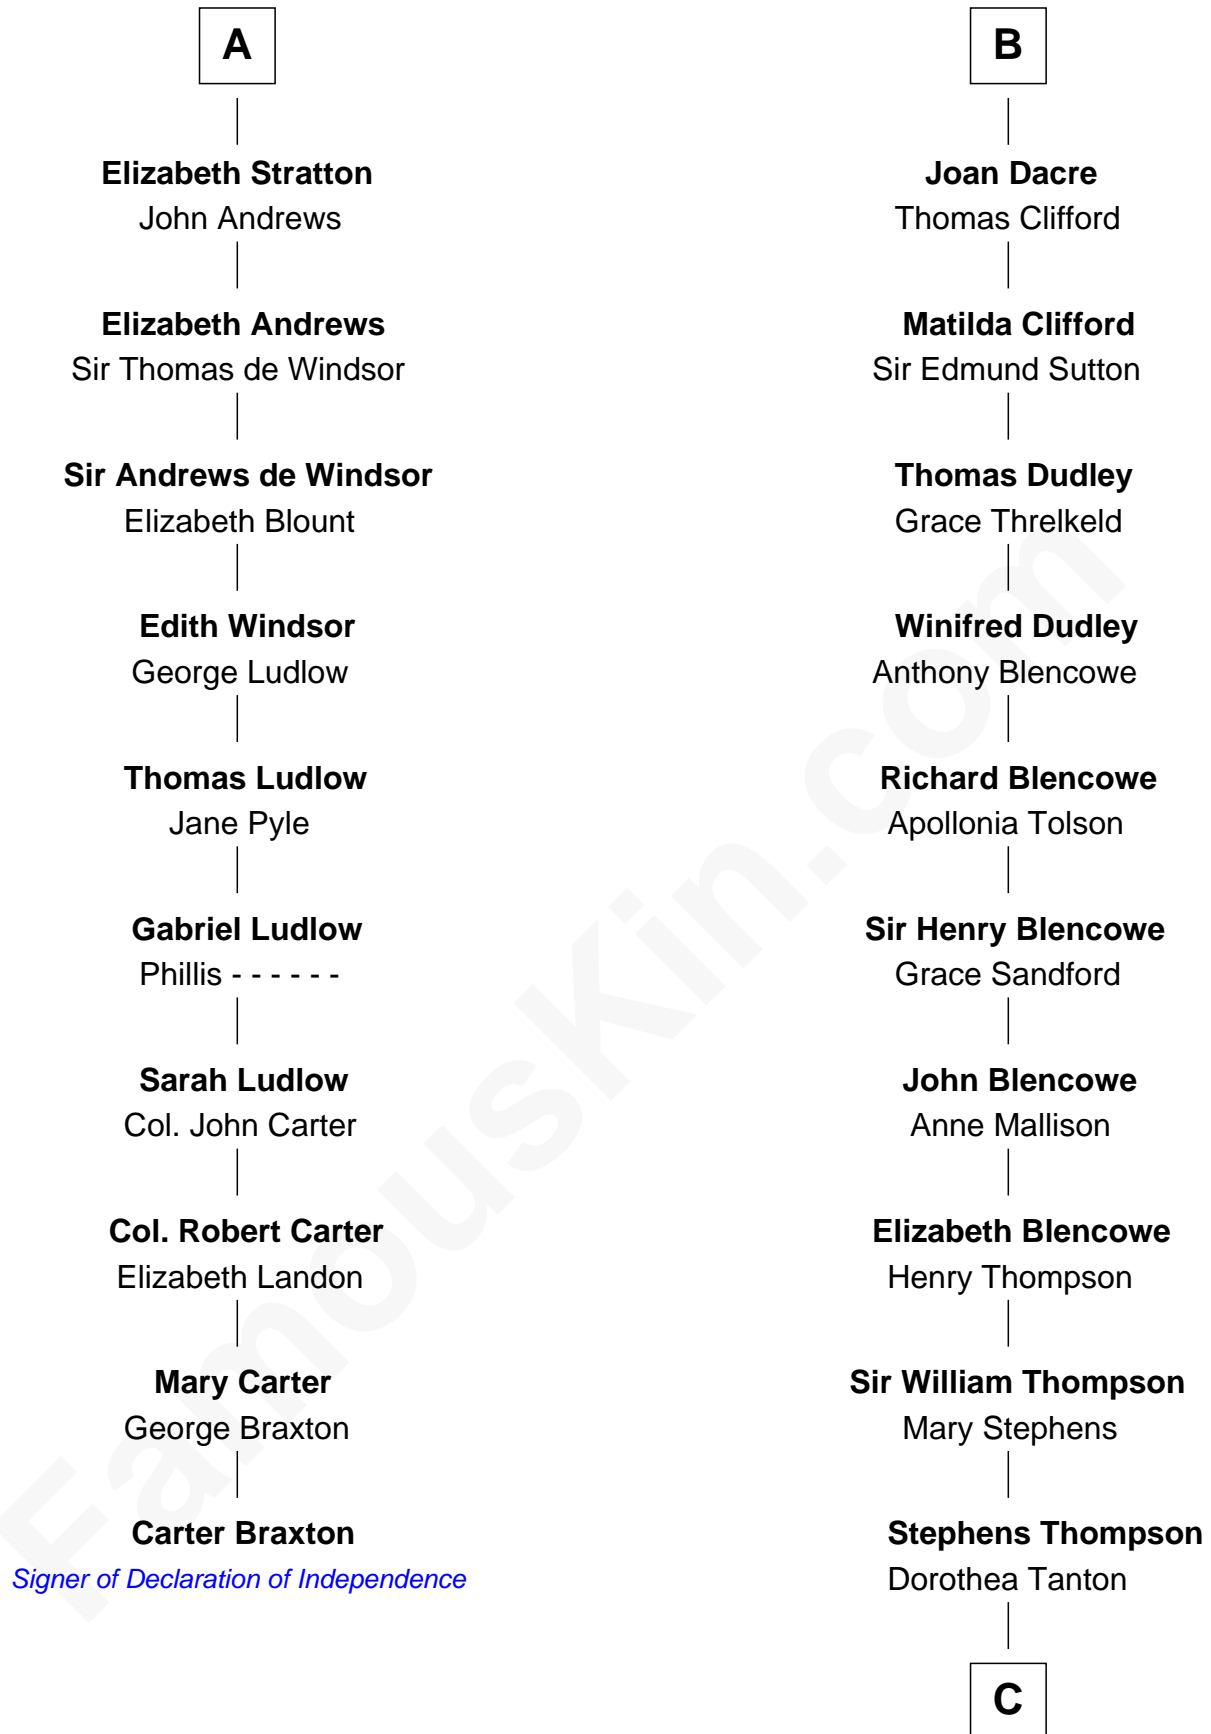 A
Elizabeth Stratton
John Andrews
Elizabeth Andrews
Sir Thomas de Windsor
Sir Andrews de Windsor
Elizabeth Blount
Edith Windsor
George Ludlow
Thomas Ludlow
Jane Pyle
Gabriel Ludlow
Phillis - - - - - -
Sarah Ludlow
Col. John Carter
Col. Robert Carter
Elizabeth Landon
Mary Carter
George Braxton
Carter Braxton
Signer of Declaration of Independence
B
Joan Dacre
Thomas Clifford
Matilda Clifford
Sir Edmund Sutton
Thomas Dudley
Grace Threlkeld
Winifred Dudley
Anthony Blencowe
Richard Blencowe
Apollonia Tolson
Sir Henry Blencowe
Grace Sandford
John Blencowe
Anne Mallison
Elizabeth Blencowe
Henry Thompson
Sir William Thompson
Mary Stephens
Stephens Thompson
Dorothea Tanton
C
FamousKin.com